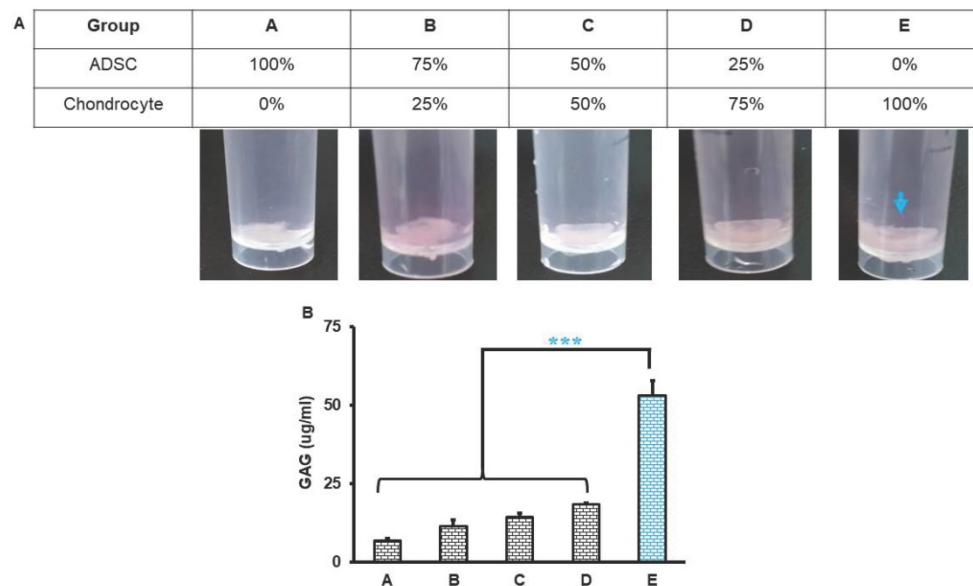 A
Group A B C D E
ADSC 100% 75% 50% 25% 0%
Chondrocyte 0% 25% 50% 75% 100%
B
75
***
50
GAG (ug/ml)
25
0
A B C D E